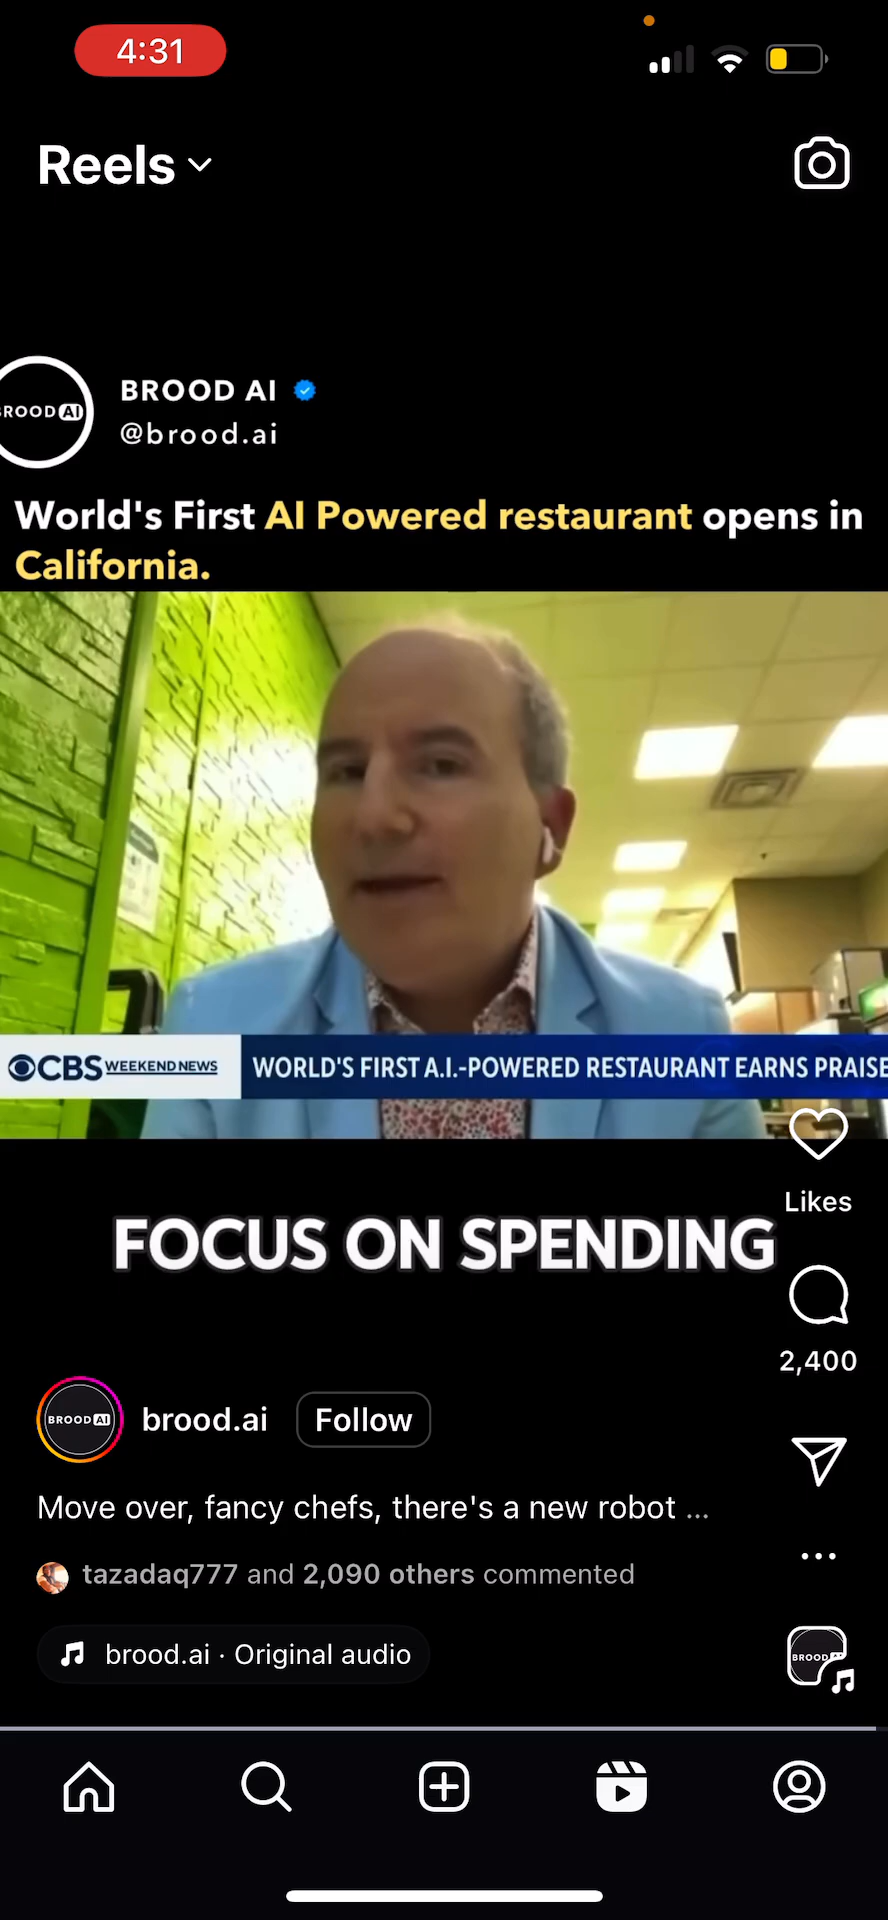 4:31
Reels
BROOD AI
BROOD AI
@brood.ai
World's First AI Powered restaurant opens in
California.
CBS WEEKEND NEWS
WORLD'S FIRST A.I.-POWERED RESTAURANT EARNS PRAISE
Likes
FOCUS ON SPENDING
2,400
BROOD AI
brood.ai
Follow
Move over, fancy chefs, there's a new robot ...
tazadaq777 and 2,090 others commented
brood.ai · Original audio
BROOD